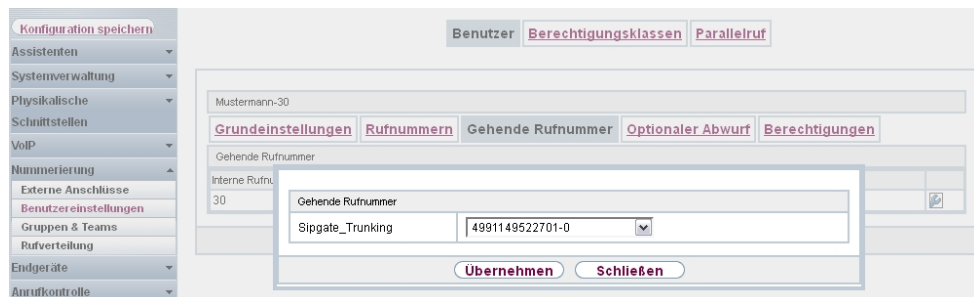 Konfiguration speichern
Assistenten
Systemverwaltung
Physikalische
Schnittstellen
VoIP
Nummerierung
Externe Anschlüsse
Benutzereinstellungen
Gruppen & Teams
Rufverteilung
Endgeräte
Anrufkontrolle
Benutzer Berechtigungsklassen Parallelruf
Mustermann-30
Grundeinstellungen Rufnummern Gehende Rufnummer Optionaler Abwurf Berechtigungen
Gehende Rufnummer
Interne Rufnu
30
Gehende Rufnummer
Sipgate_Trunking 4991149522701-0
Übernehmen Schließen